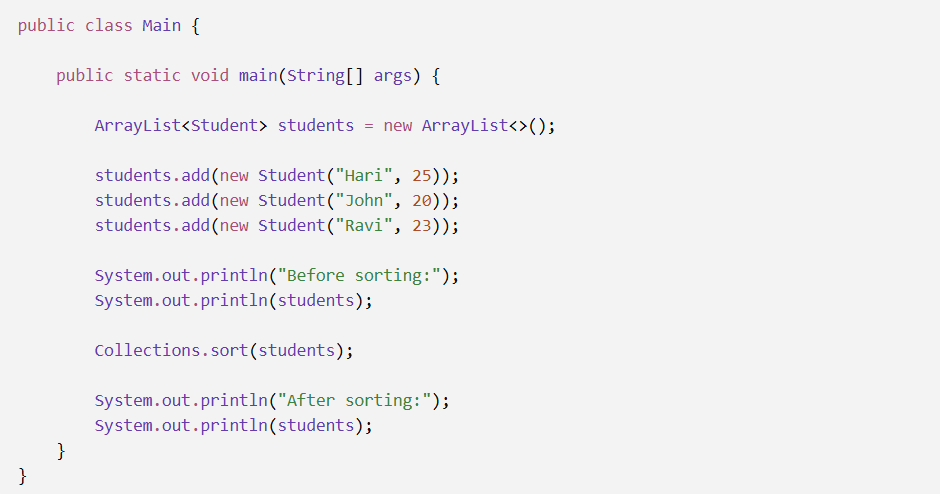 public class Main {
public static void main(String[] args) {
ArrayList<Student> students = new ArrayList<>();
students.add(new Student("Hari", 25));
students.add(new Student("John", 20));
students.add(new Student("Ravi", 23));
System.out.println("Before sorting:");
System.out.println(students);
Collections.sort(students);
System.out.println("After sorting:");
System.out.println(students);
}
}